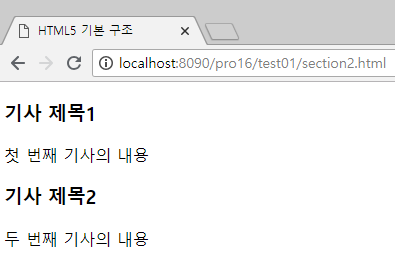 HTML5 기본 구조
localhost:8090/pro16/test01/section2.html
기사 제목1
첫 번째 기사의 내용
기사 제목2
두 번째 기사의 내용